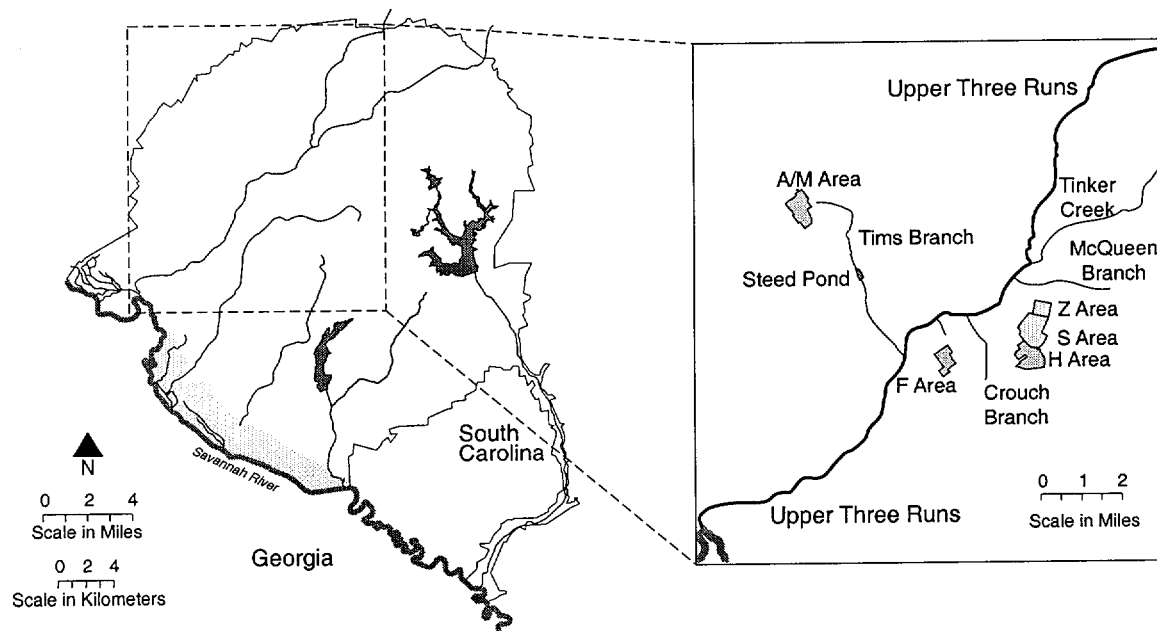 South
Carolina
Savannah River
Georgia
N
0 2 4
Scale in Miles
0 2 4
Scale in Kilometers
Upper Three Runs
A/M Area
Tinker
Creek
Tims Branch
McQueen
Branch
Steed Pond
Z Area
S Area
H Area
F Area
Crouch
Branch
0 1 2
Scale in Miles
Upper Three Runs